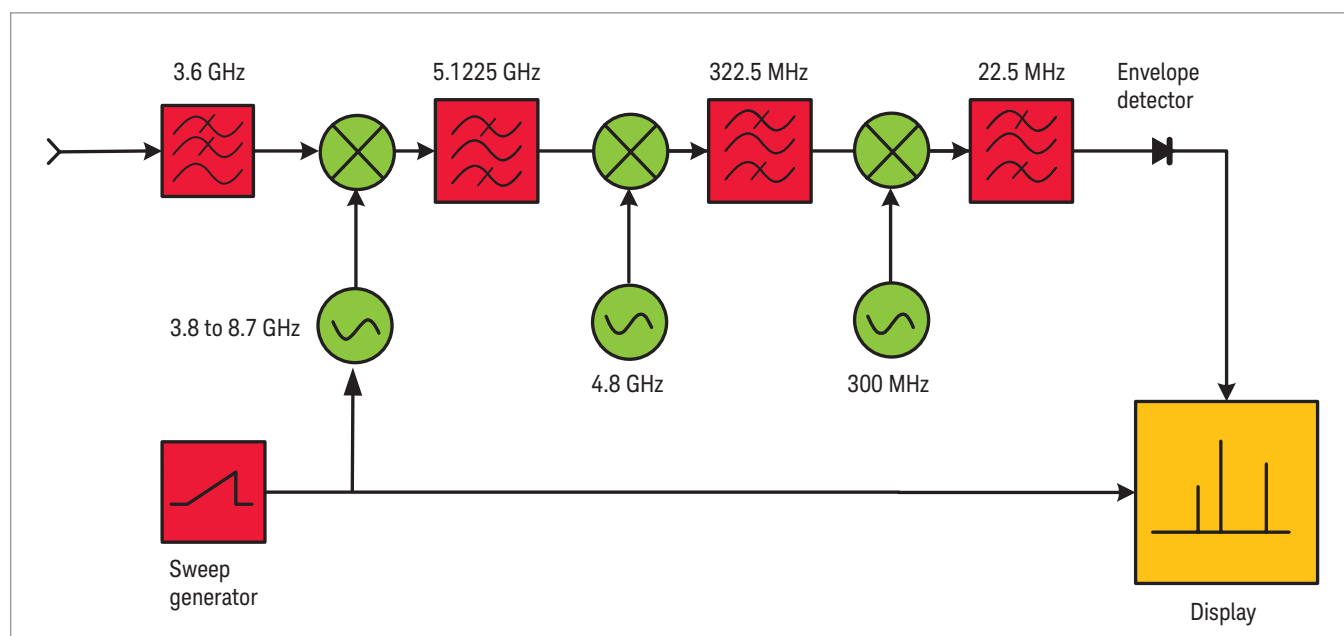 3.6 GHz
5.1225 GHz
322.5 MHz
22.5 MHz
Envelope
detector
3.8 to 8.7 GHz
4.8 GHz
300 MHz
Sweep
generator
Display